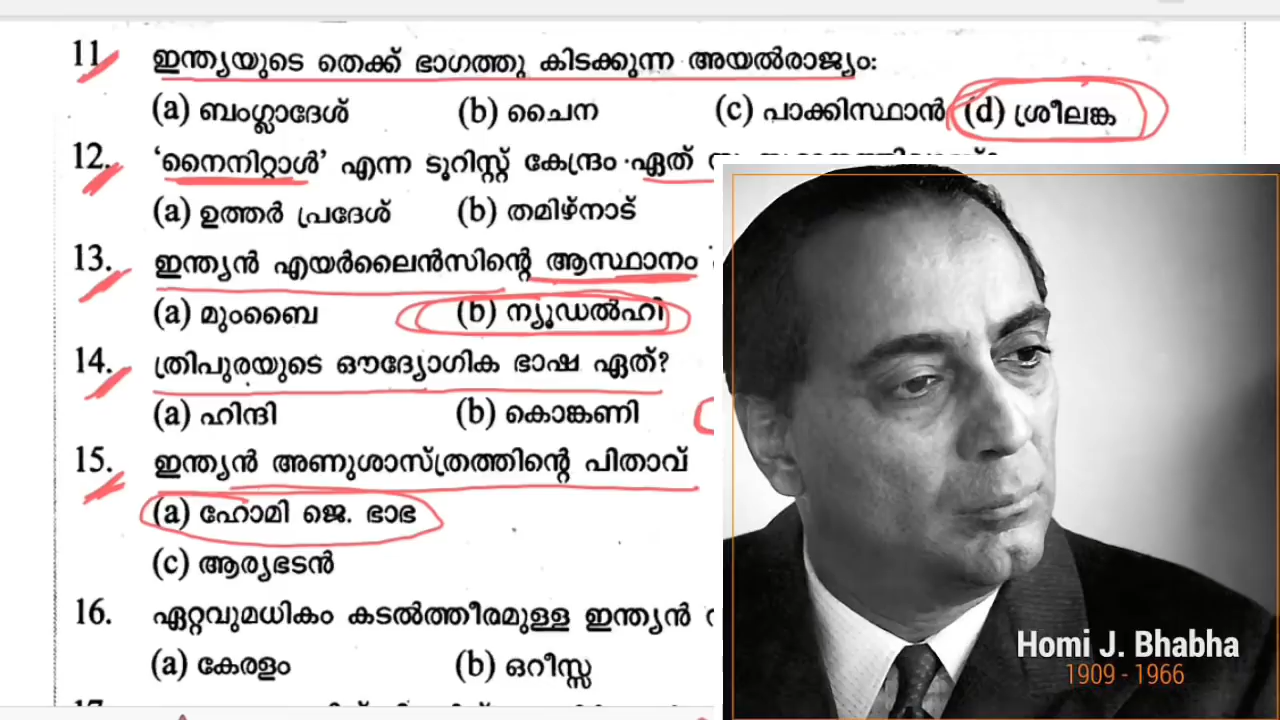 11. ഇന്ത്യയുടെ തെക്ക് ഭാഗത്തു കിടക്കുന്ന അയൽരാജ്യം:
(a) ബംഗ്ലാദേശ് (b) ചൈന (c) പാക്കിസ്ഥാൻ (d) ശ്രീലങ്ക
12. 'നൈനിറ്റാൾ' എന്ന ടൂറിസ്റ്റ് കേന്ദ്രം ഏത്
(a) ഉത്തർ പ്രദേശ് (b) തമിഴ്നാട്
13. ഇന്ത്യൻ എയർലൈൻസിന്റെ ആസ്ഥാനം
(a) മുംബൈ (b) ന്യൂഡൽഹി
14. ത്രിപുരയുടെ ഔദ്യോഗിക ഭാഷ ഏത്?
(a) ഹിന്ദി (b) കൊങ്കണി
15. ഇന്ത്യൻ അണുശാസ്ത്രത്തിന്റെ പിതാവ്
(a) ഹോമി ജെ. ഭാഭ
(c) ആര്യഭടൻ
16. ഏറ്റവുമധികം കടൽത്തീരമുള്ള ഇന്ത്യൻ
(a) കേരളം (b) ഒറീസ്സ
Homi J. Bhabha
1909 - 1966